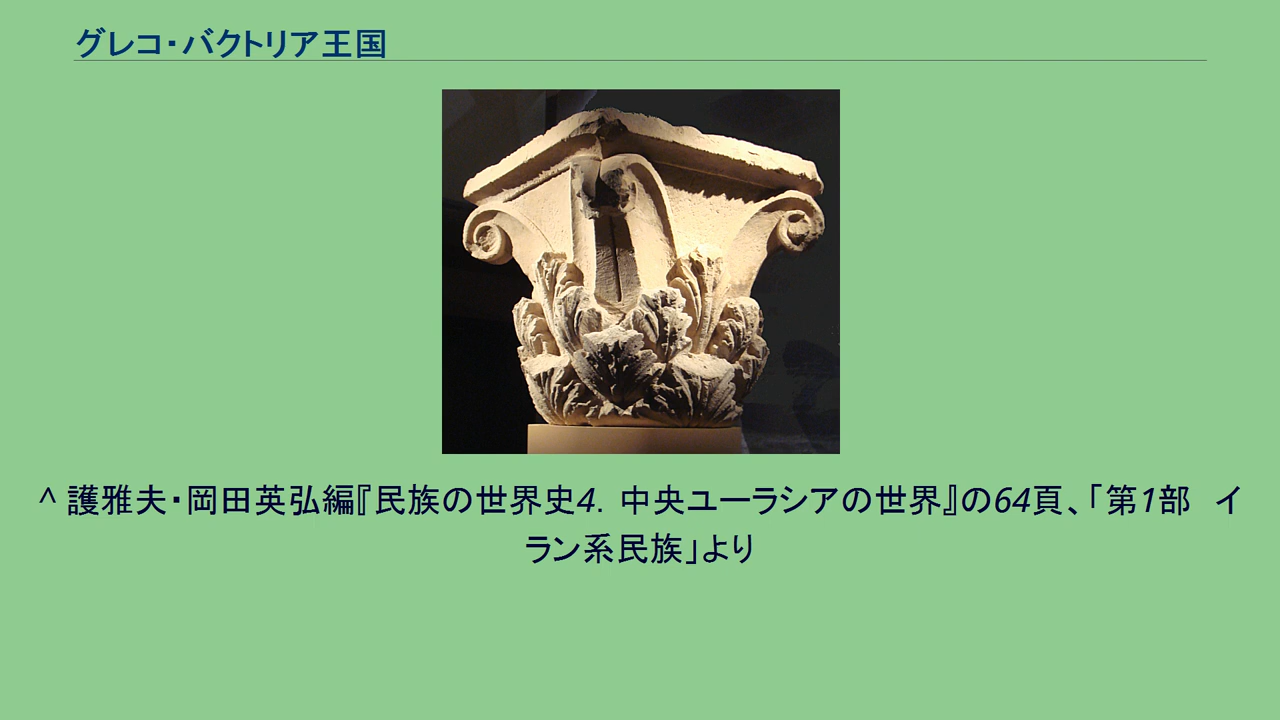 グレコ・バクトリア王国
^ 護雅夫・岡田英弘編『民族の世界史4．中央ユーラシアの世界』の64頁、「第1部　イ
ラン系民族」より